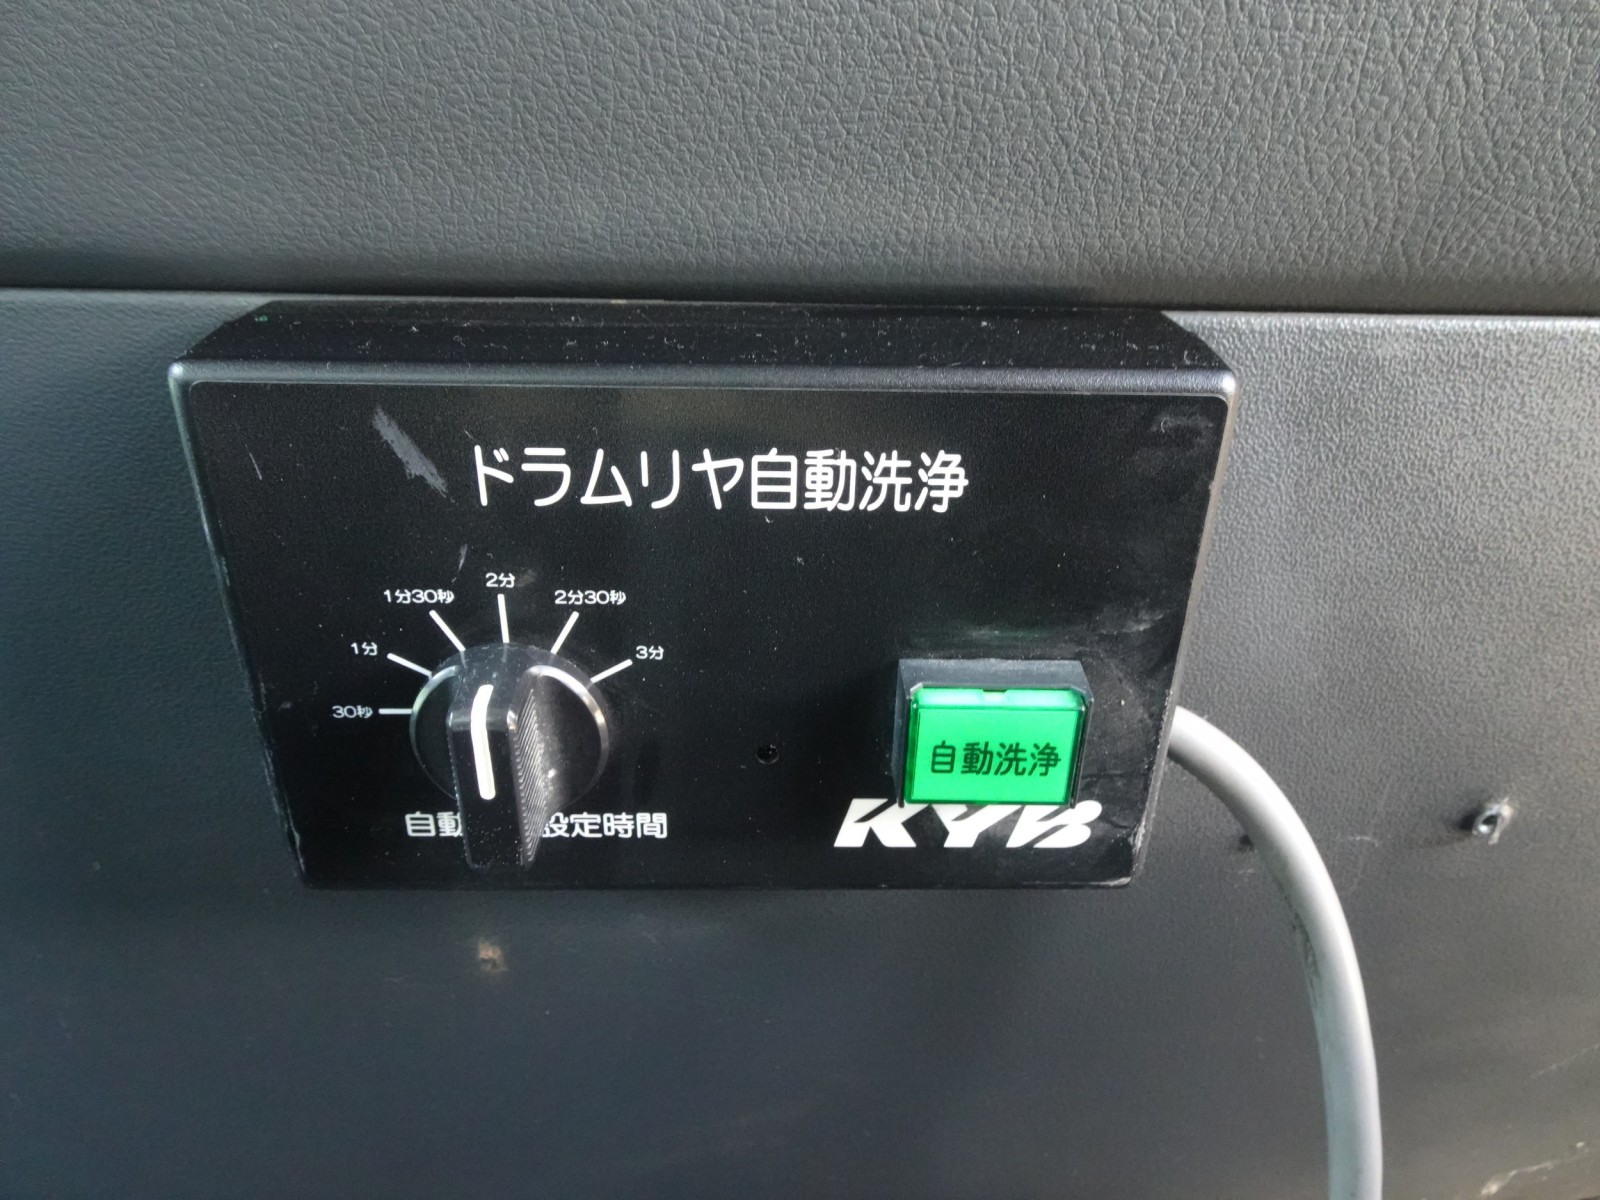 ドラムリヤ自動洗浄
2分
1分30秒 2分30秒
1分 3分
30秒
自動洗浄
自動 設定時間
KYB